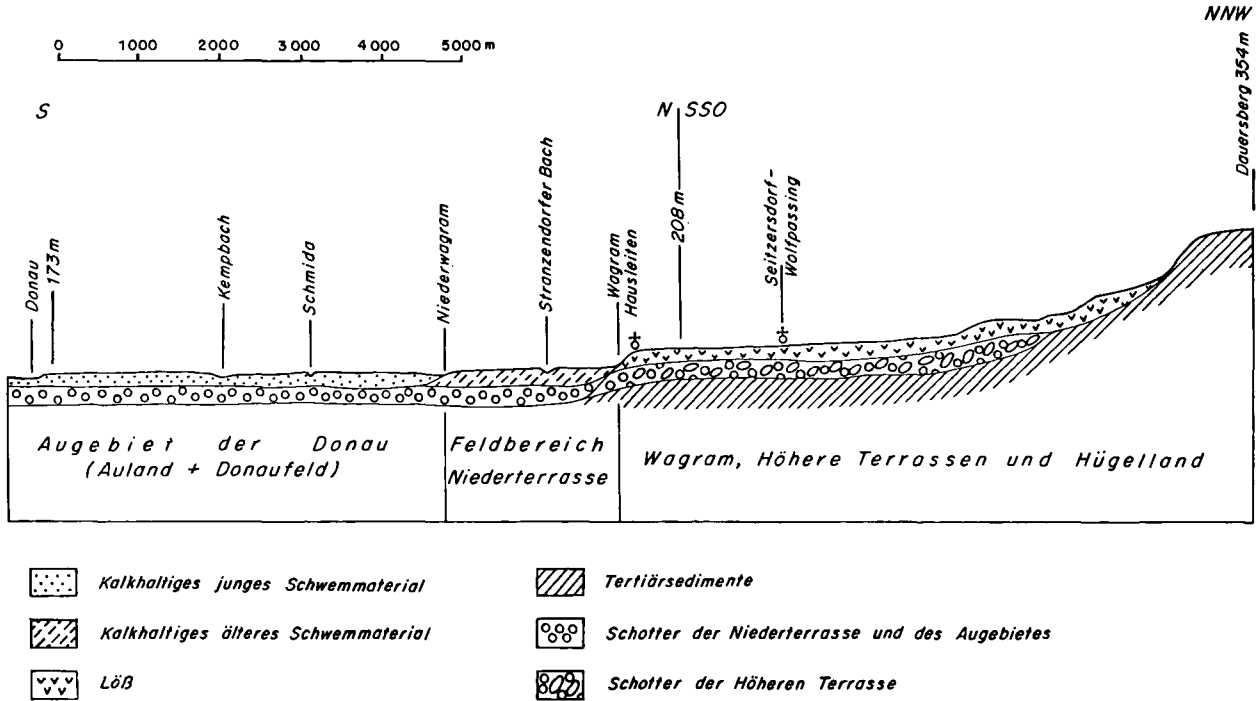 NNW
0 1000 2000 3000 4000 5000 m
S
N SSO
Donau
173 m
Kempbach
Schmida
Niederwagram
Stranzendorfer Bach
Wagram
Hausleiten
208 m
Seitzersdorf-
Wolfpassing
Dauersberg 354 m
Augebiet der Donau
(Auland + Donaufeld)
Feldbereich
Niederterrasse
Wagram, Höhere Terrassen und Hügelland
Kalkhaltiges junges Schwemmaterial
Kalkhaltiges älteres Schwemmaterial
Löß
Tertiärsedimente
Schotter der Niederterrasse und des Augebietes
Schotter der Höheren Terrasse